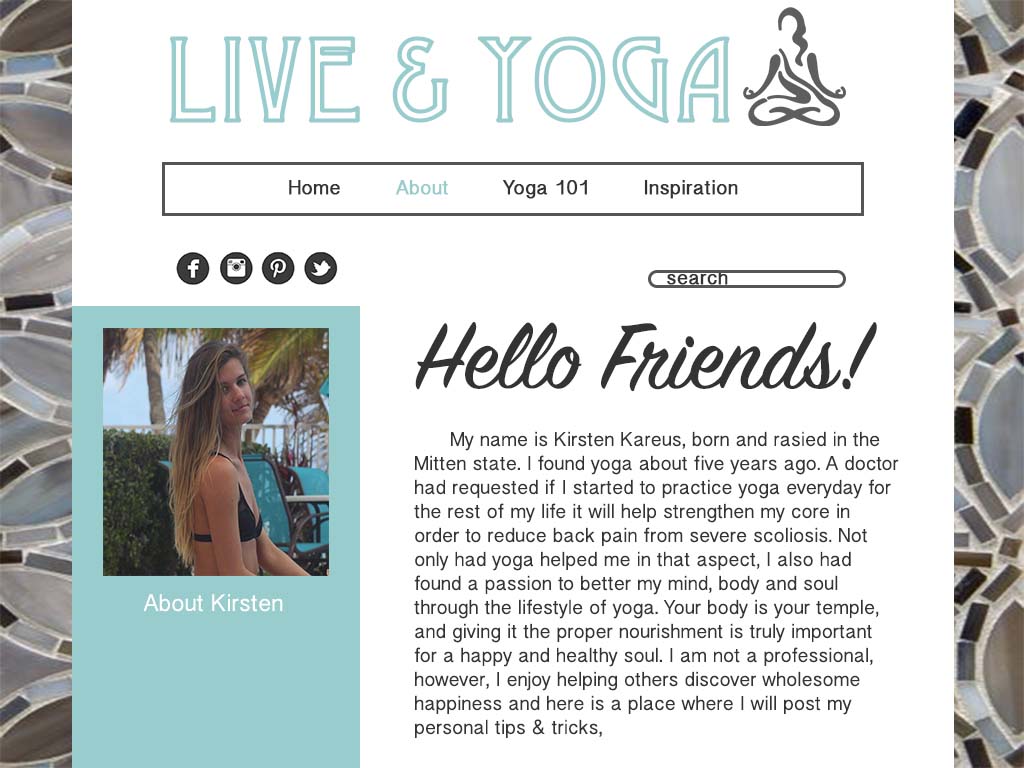 LIVE & YOGA
Home About Yoga 101 Inspiration
search
Hello Friends!
My name is Kirsten Kareus, born and rasied in the
Mitten state. I found yoga about five years ago. A doctor
had requested if I started to practice yoga everyday for
the rest of my life it will help strengthen my core in
order to reduce back pain from severe scoliosis. Not
only had yoga helped me in that aspect, I also had
found a passion to better my mind, body and soul
through the lifestyle of yoga. Your body is your temple,
and giving it the proper nourishment is truly important
for a happy and healthy soul. I am not a professional,
however, I enjoy helping others discover wholesome
happiness and here is a place where I will post my
personal tips & tricks,
About Kirsten